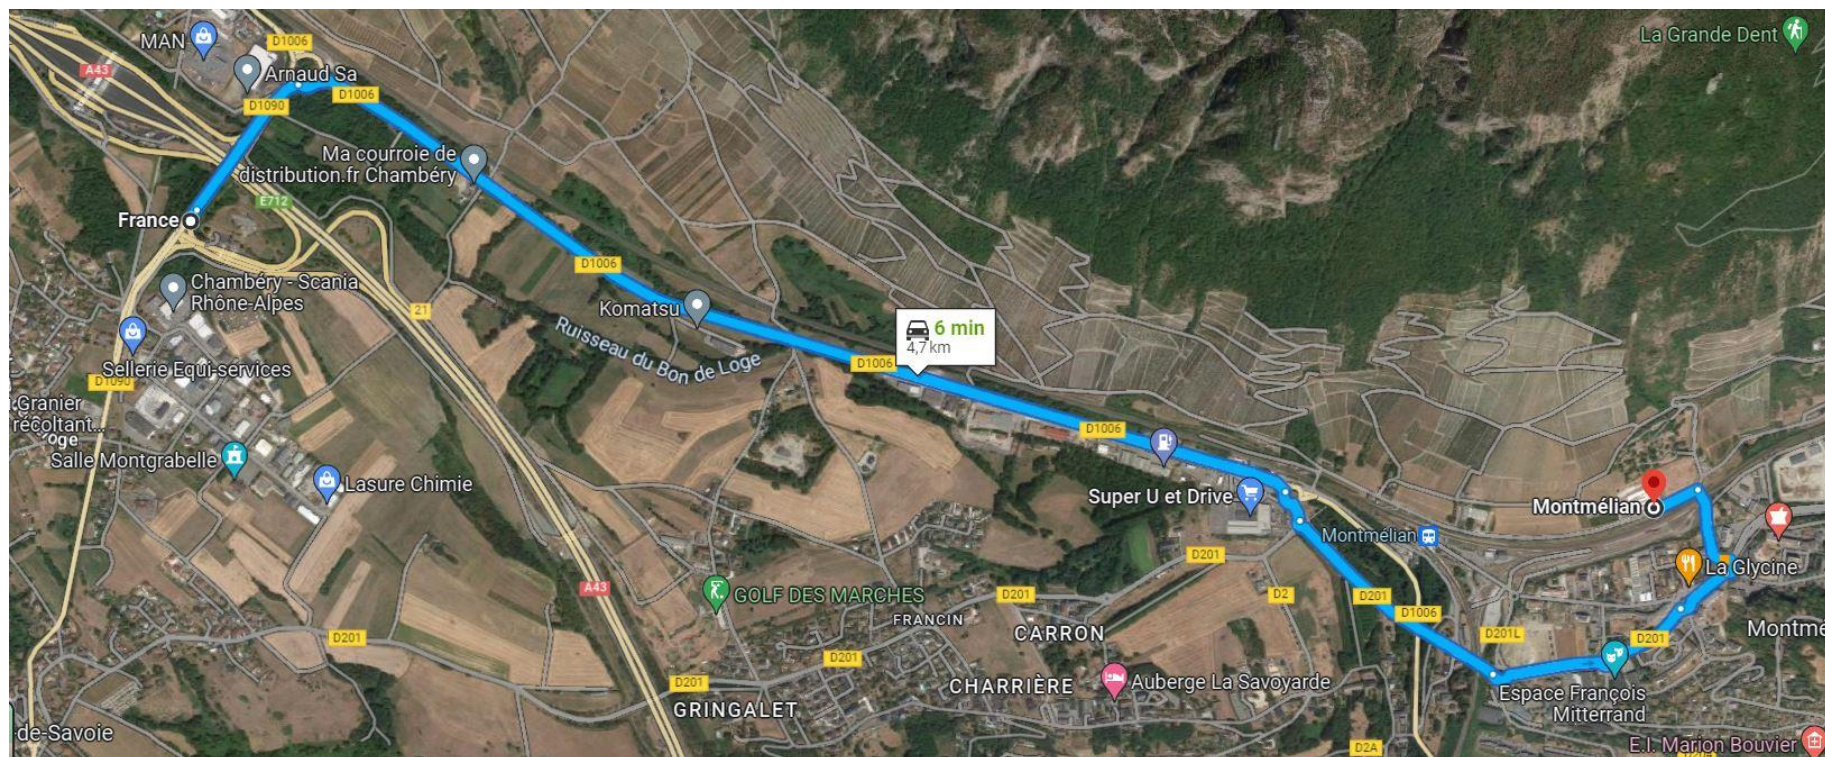 MAN
D1006
La Grande Dent
A43
Arnaud Sa
D1090
D1006
Ma courroie de
distribution.fr Chambéry
E712
France
D1006
Chambéry - Scania
Rhône-Alpes
Komatsu
21
6 min
4,7 km
Ruisseau du Bon de Loge
D1006
Sellerie Equi-services
D1090
Granier
récoltant...
D1006
Salle Montgrabelle
Lasure Chimie
Super U et Drive
Montmélian
Montmélian
D201
La Glycine
A43
GOLF DES MARCHES
D201
D2
D201
D1006
FRANCIN
CARRON
D201L
D201
Montmé
D201
D201
D201
CHARRIÈRE
Auberge La Savoyarde
Espace François
Mitterrand
GRINGALET
-de-Savoie
D2A
E.I. Marion Bouvier